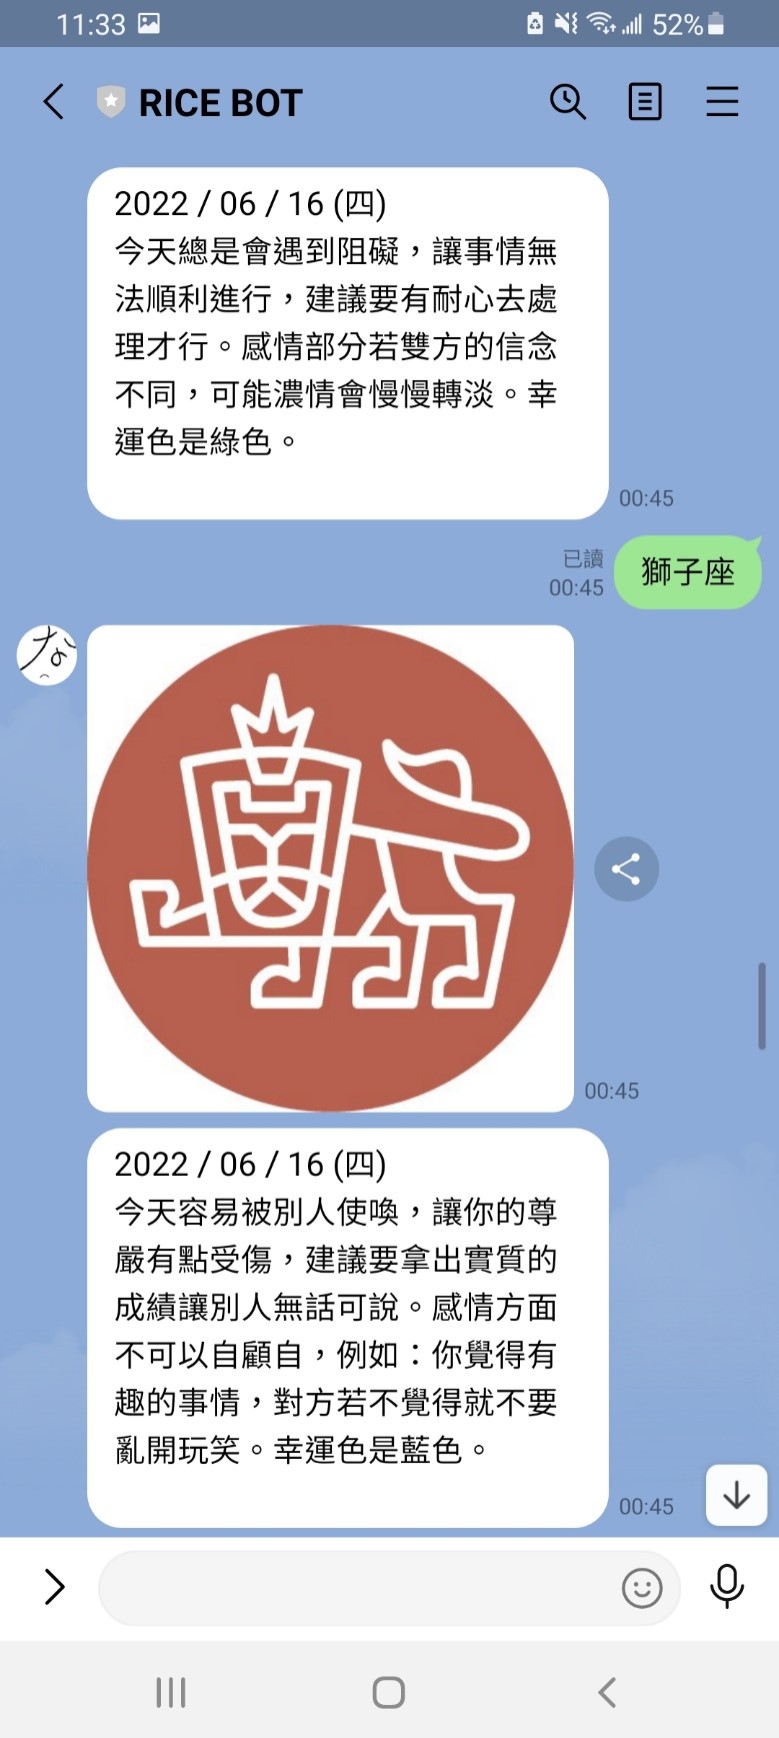 11:33
52%
RICE BOT
2022 / 06 / 16 (四)
今天總是會遇到阻礙，讓事情無
法順利進行，建議要有耐心去處
理才行。感情部分若雙方的信念
不同，可能濃情會慢慢轉淡。幸
運色是綠色。
00:45
已讀
00:45
獅子座
な
00:45
2022 / 06 / 16 (四)
今天容易被別人使喚，讓你的尊
嚴有點受傷，建議要拿出實質的
成績讓別人無話可說。感情方面
不可以自顧自，例如：你覺得有
趣的事情，對方若不覺得就不要
亂開玩笑。幸運色是藍色。
00:45